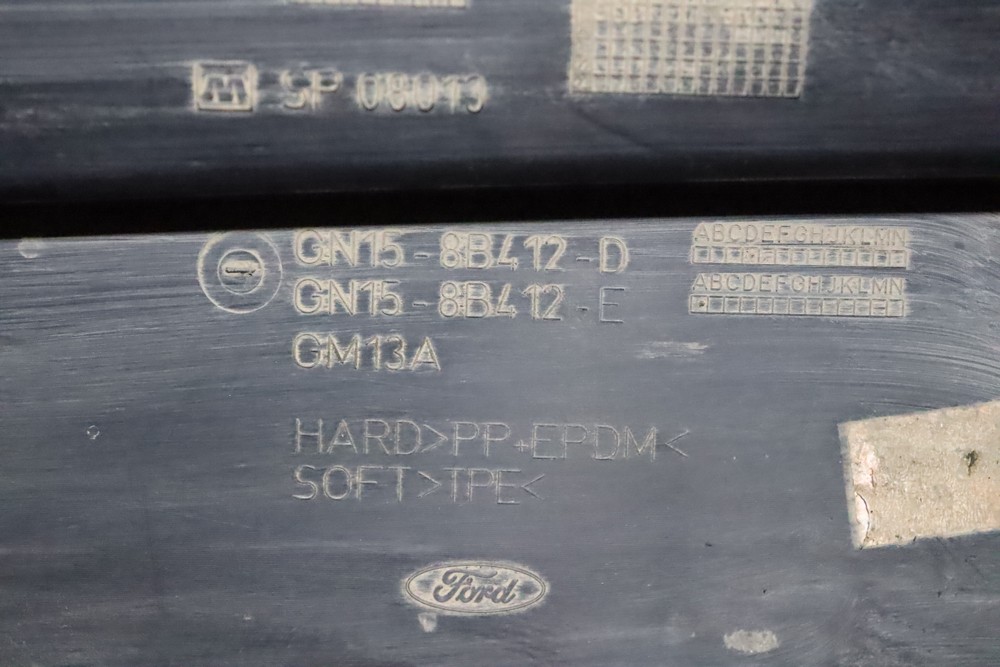 SP 08013
GN15-8B412-D
ABCDEFGHJKLMN
GN15-8B412-E
ABCDEFGHJKLMN
GM13A
HARD>PP+EPDM<
SOFT>TPE<
Ford